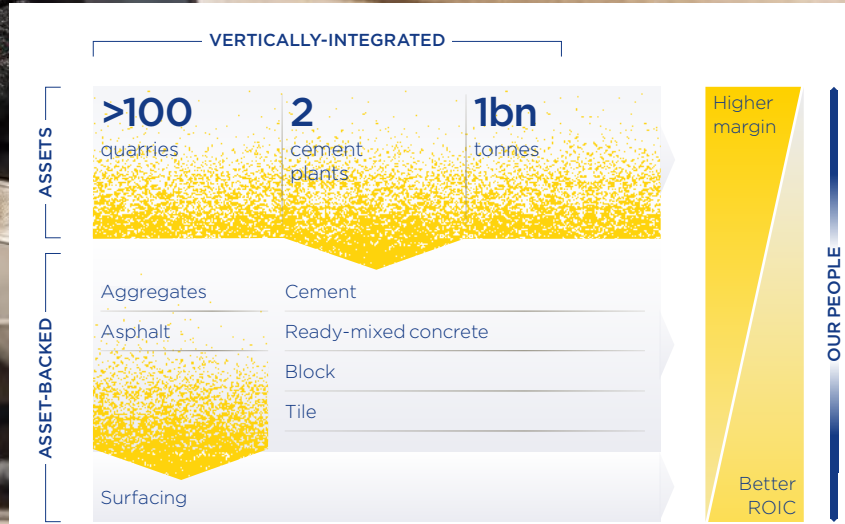 VERTICALLY-INTEGRATED
ASSETS
>100
quarries
2
cement
plants
1bn
tonnes
Higher
margin
ASSET-BACKED
Aggregates
Asphalt
Cement
Ready-mixed concrete
Block
Tile
Surfacing
Better
ROIC
OUR PEOPLE